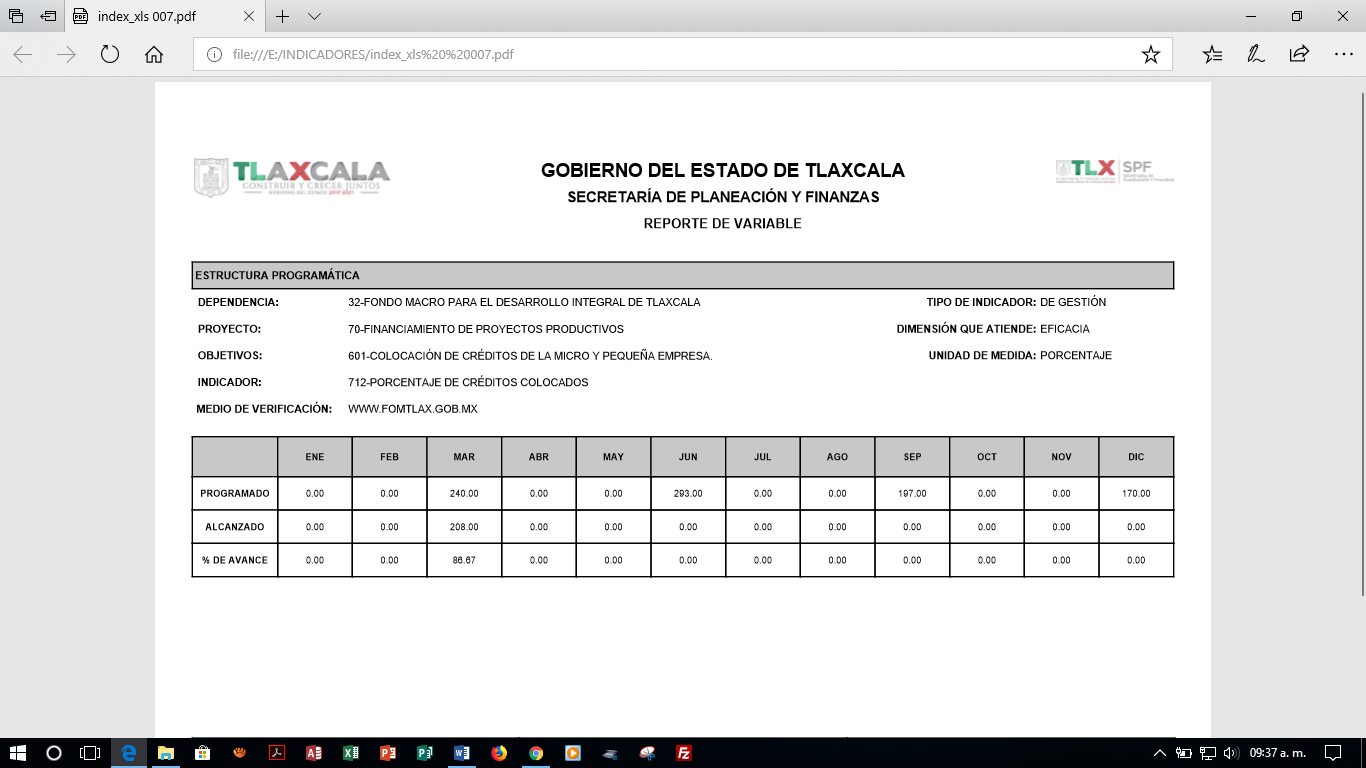 index_xls 007.pdf
file:///E:/INDICADORES/index_xls%20%20007.pdf
TLAXCALA
CONSTRUIR Y CRECER JUNTOS
GOBIERNO DEL ESTADO 2017-2021
GOBIERNO DEL ESTADO DE TLAXCALA
SECRETARÍA DE PLANEACIÓN Y FINANZAS
REPORTE DE VARIABLE
TLX SPF
ESTRUCTURA PROGRAMÁTICA
DEPENDENCIA: 32-FONDO MACRO PARA EL DESARROLLO INTEGRAL DE TLAXCALA TIPO DE INDICADOR: DE GESTIÓN
PROYECTO: 70-FINANCIAMIENTO DE PROYECTOS PRODUCTIVOS DIMENSIÓN QUE ATIENDE: EFICACIA
OBJETIVOS: 601-COLOCACIÓN DE CRÉDITOS DE LA MICRO Y PEQUEÑA EMPRESA. UNIDAD DE MEDIDA: PORCENTAJE
INDICADOR: 712-PORCENTAJE DE CRÉDITOS COLOCADOS
MEDIO DE VERIFICACIÓN: WWW.FOMTLAX.GOB.MX
ENE FEB MAR ABR MAY JUN JUL AGO SEP OCT NOV DIC
PROGRAMADO 0.00 0.00 240.00 0.00 0.00 293.00 0.00 0.00 197.00 0.00 0.00 170.00
ALCANZADO 0.00 0.00 208.00 0.00 0.00 0.00 0.00 0.00 0.00 0.00 0.00 0.00
% DE AVANCE 0.00 0.00 86.67 0.00 0.00 0.00 0.00 0.00 0.00 0.00 0.00 0.00
09:37 a. m.